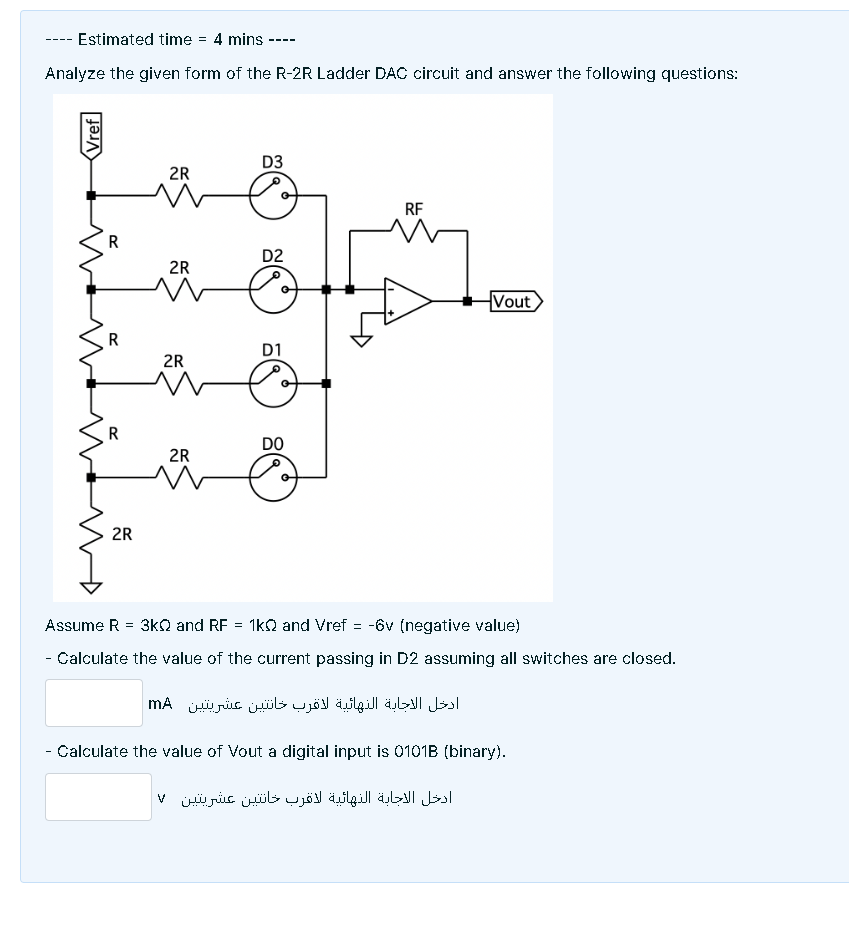 ---- Estimated time = 4 mins ----
Analyze the given form of the R-2R Ladder DAC circuit and answer the following questions:
Vref
D3
2R
RF
R
D2
2R
Vout
-
+
R
D1
2R
R
D0
2R
2R
Assume R = 3kΩ and RF = 1kΩ and Vref = -6v (negative value)
- Calculate the value of the current passing in D2 assuming all switches are closed.
mA ادخل الاجابة النهائية لاقرب خانتين عشريتين
- Calculate the value of Vout a digital input is 0101B (binary).
v ادخل الاجابة النهائية لاقرب خانتين عشريتين